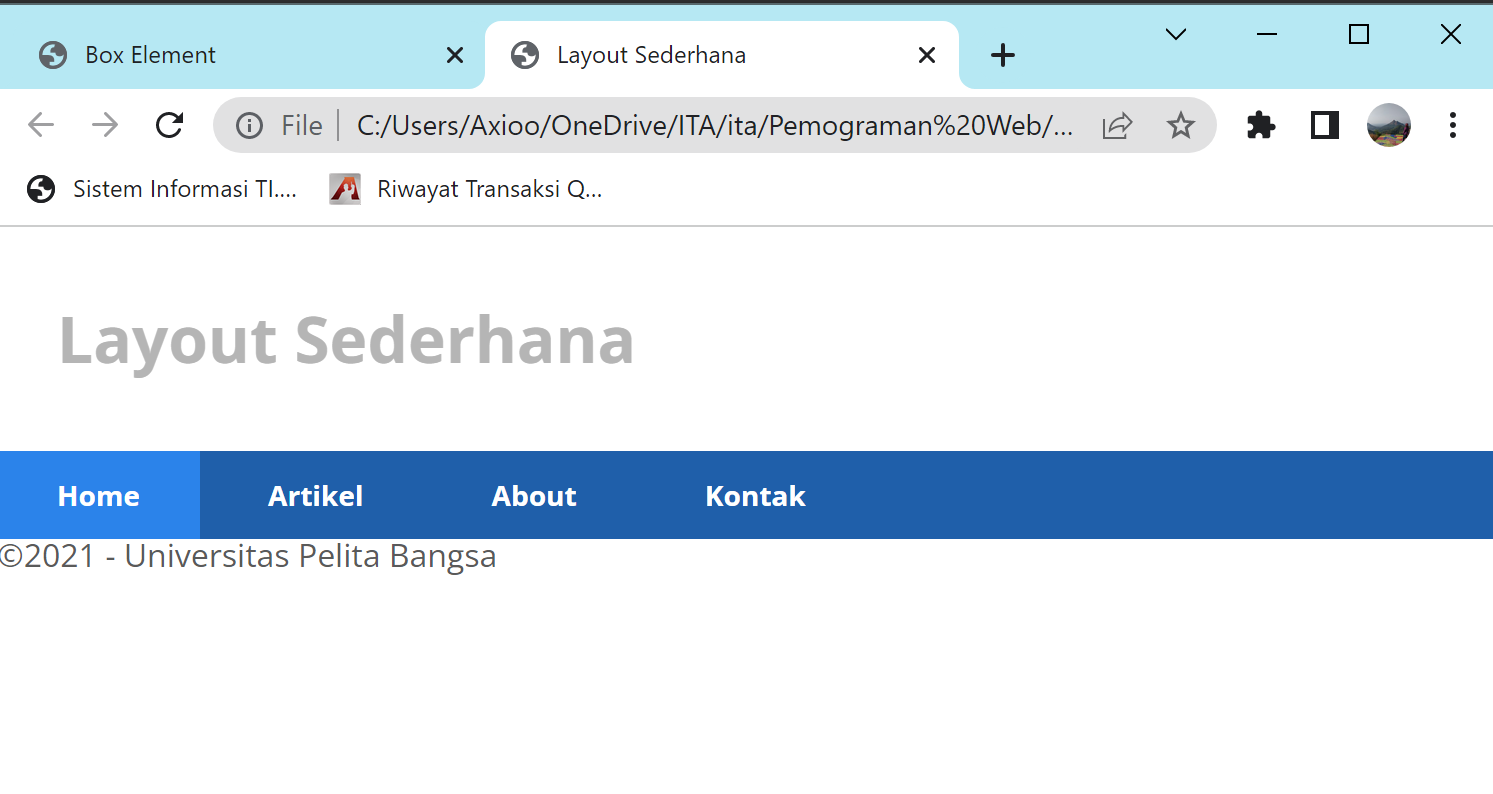 Box Element
Layout Sederhana
File
C:/Users/Axioo/OneDrive/ITA/ita/Pemograman%20Web/...
Sistem Informasi TI....
Riwayat Transaksi Q...
Layout Sederhana
Home
Artikel
About
Kontak
©2021 - Universitas Pelita Bangsa